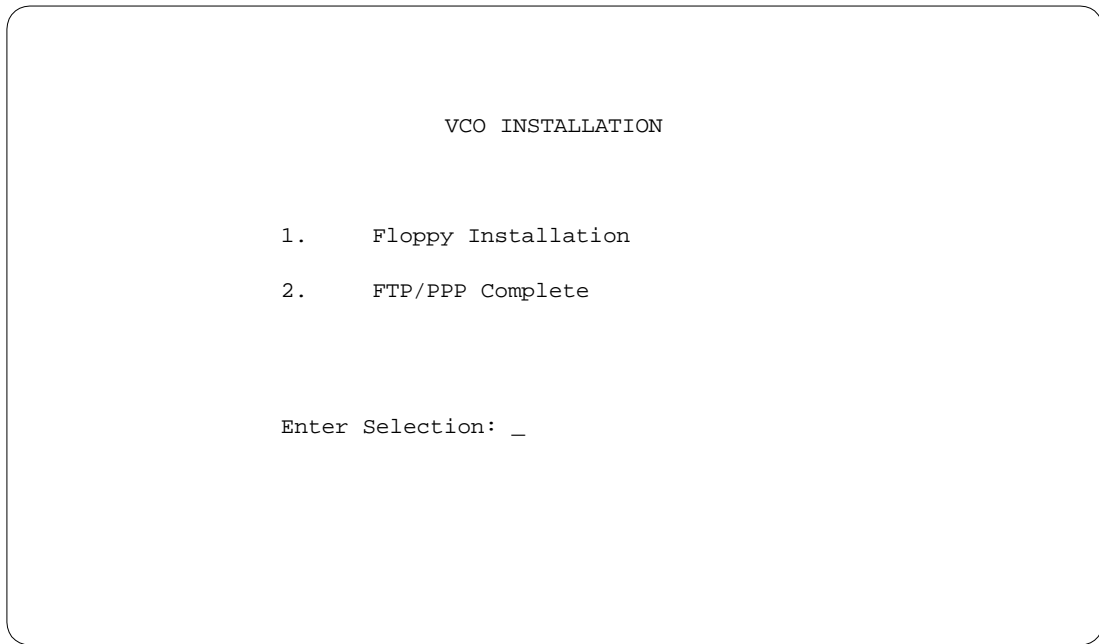 VCO INSTALLATION
1. Floppy Installation
2. FTP/PPP Complete
Enter Selection: _